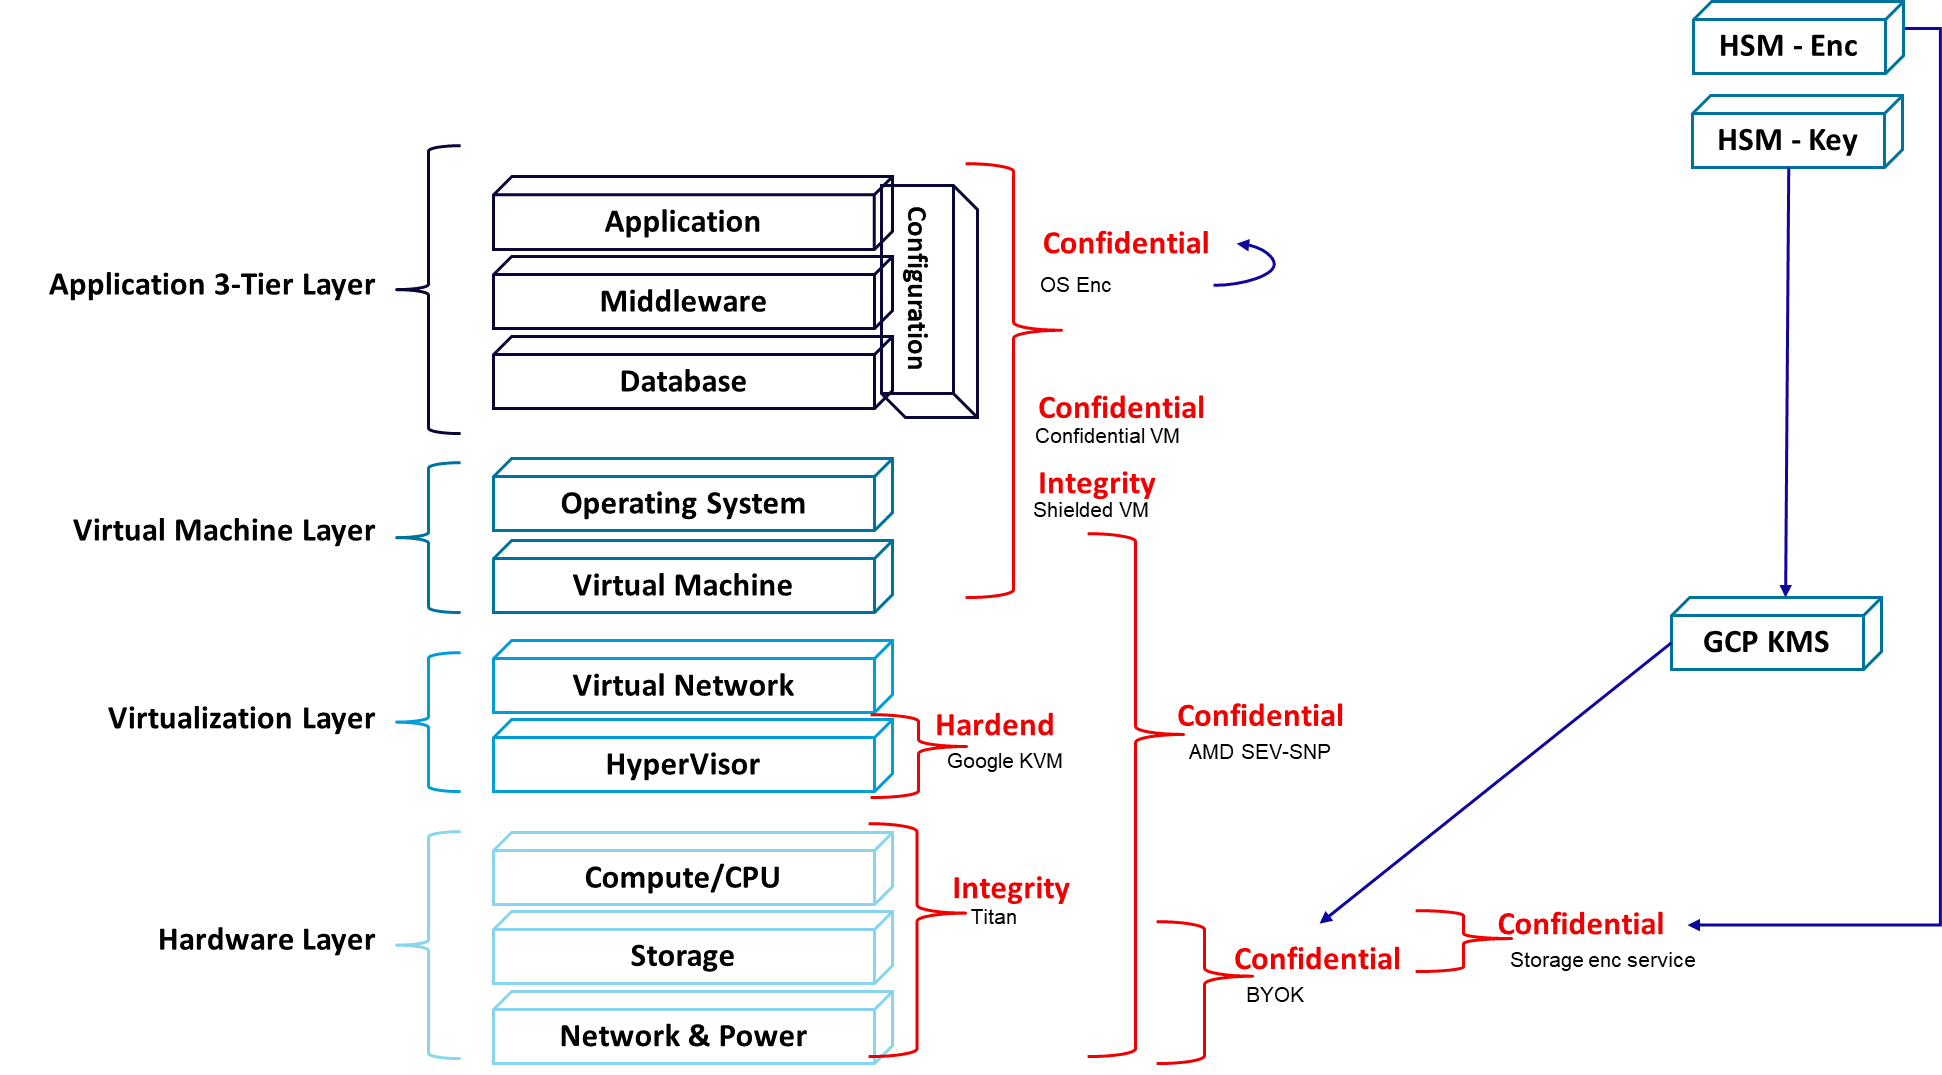 HSM - Enc
HSM - Key
Application 3-Tier Layer
Application
Middleware
Database
Configuration
Confidential
OS Enc
Confidential
Confidential VM
Integrity
Shielded VM
Virtual Machine Layer
Operating System
Virtual Machine
GCP KMS
Virtualization Layer
Virtual Network
HyperVisor
Hardend
Google KVM
Confidential
AMD SEV-SNP
Hardware Layer
Compute/CPU
Storage
Network & Power
Integrity
Titan
Confidential
BYOK
Confidential
Storage enc service